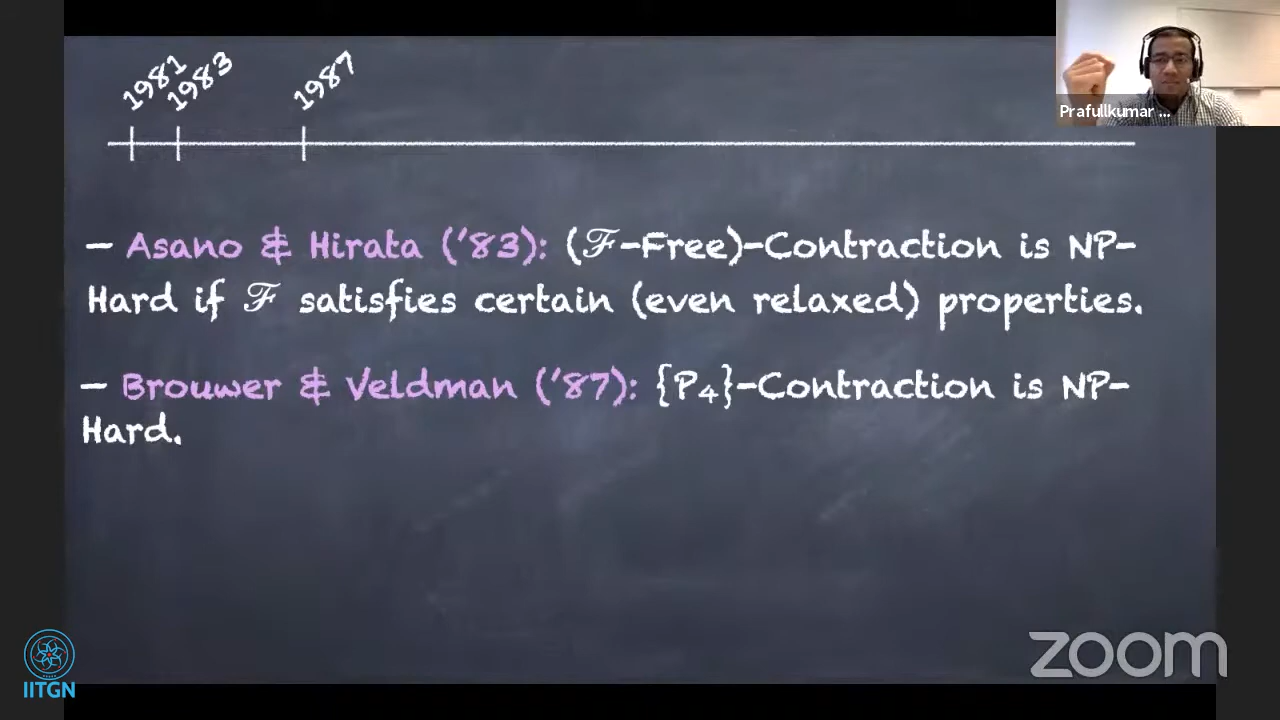 1981
1983
1987
Prafullkumar ...
– Asano & Hirata ('83): (ℱ-Free)-Contraction is NP-
Hard if ℱ satisfies certain (even relaxed) properties.
– Brouwer & Veldman ('87): {P₄}-Contraction is NP-
Hard.
IITGN
zoom